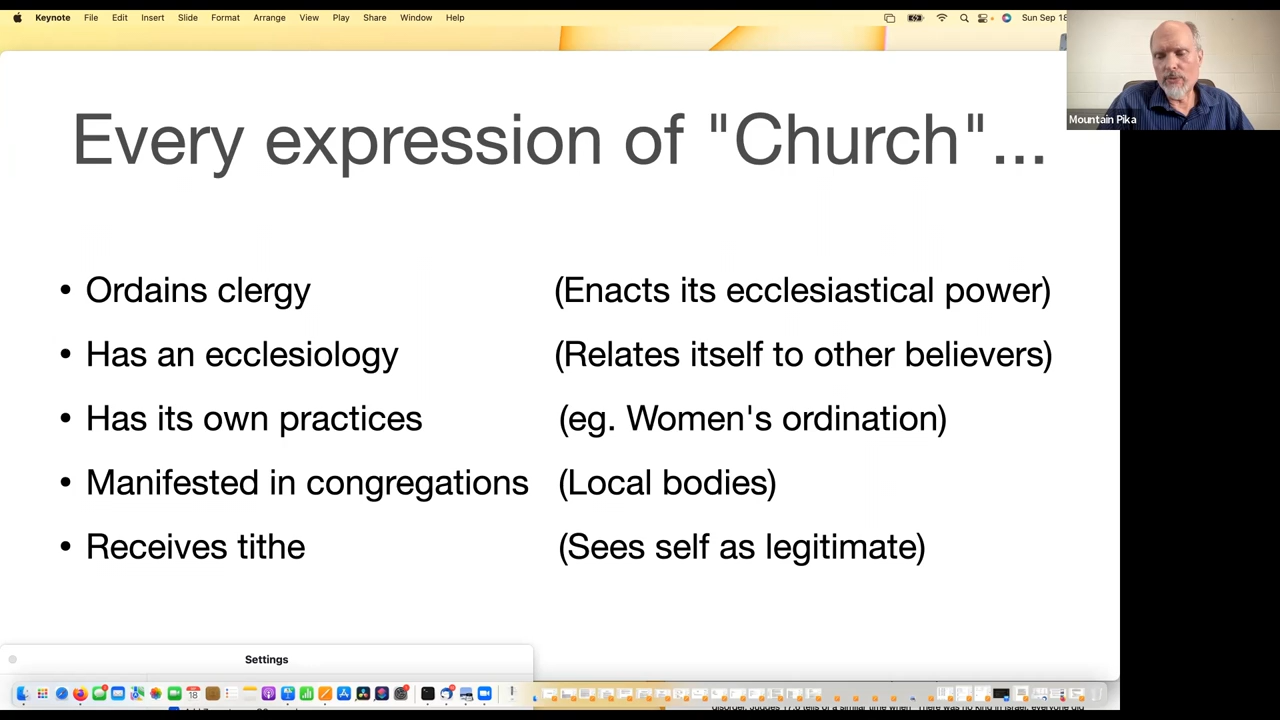 Keynote File Edit Insert Slide Format Arrange View Play Share Window Help
Sun Sep 18
Mountain Pika
Every expression of "Church"...
• Ordains clergy (Enacts its ecclesiastical power)
• Has an ecclesiology (Relates itself to other believers)
• Has its own practices (eg. Women's ordination)
• Manifested in congregations (Local bodies)
• Receives tithe (Sees self as legitimate)
Settings
18